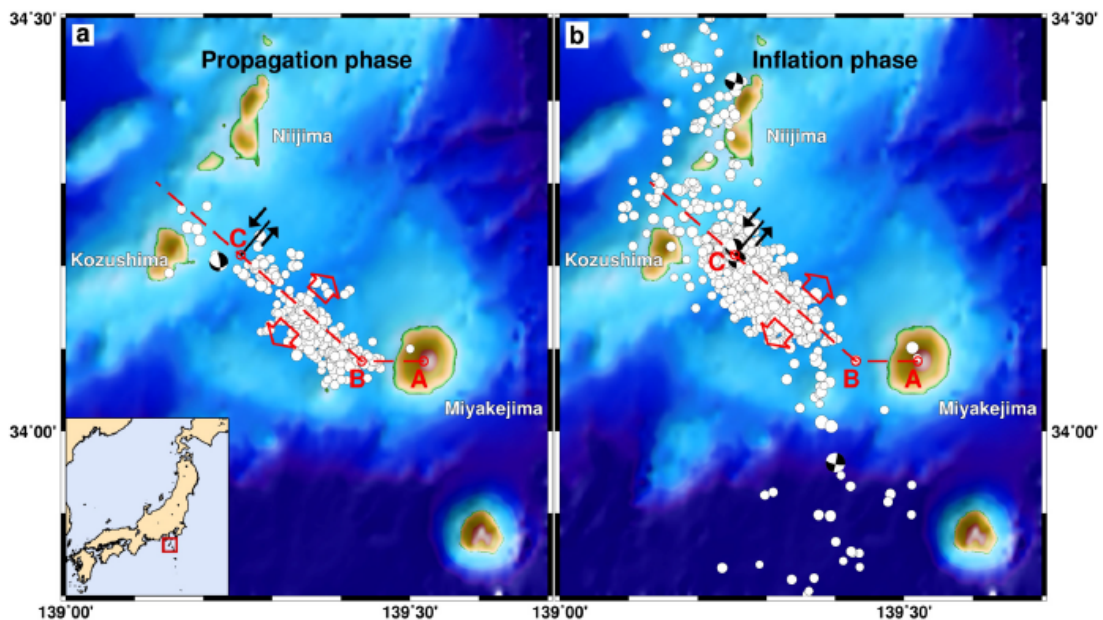 34˚30'
a
Propagation phase
Niijima
C
Kozushima
B
A
Miyakejima
139˚00'
139˚30'
b
Inflation phase
34˚30'
Niijima
Kozushima
C
B
A
Miyakejima
34˚00'
34˚00'
139˚00'
139˚30'